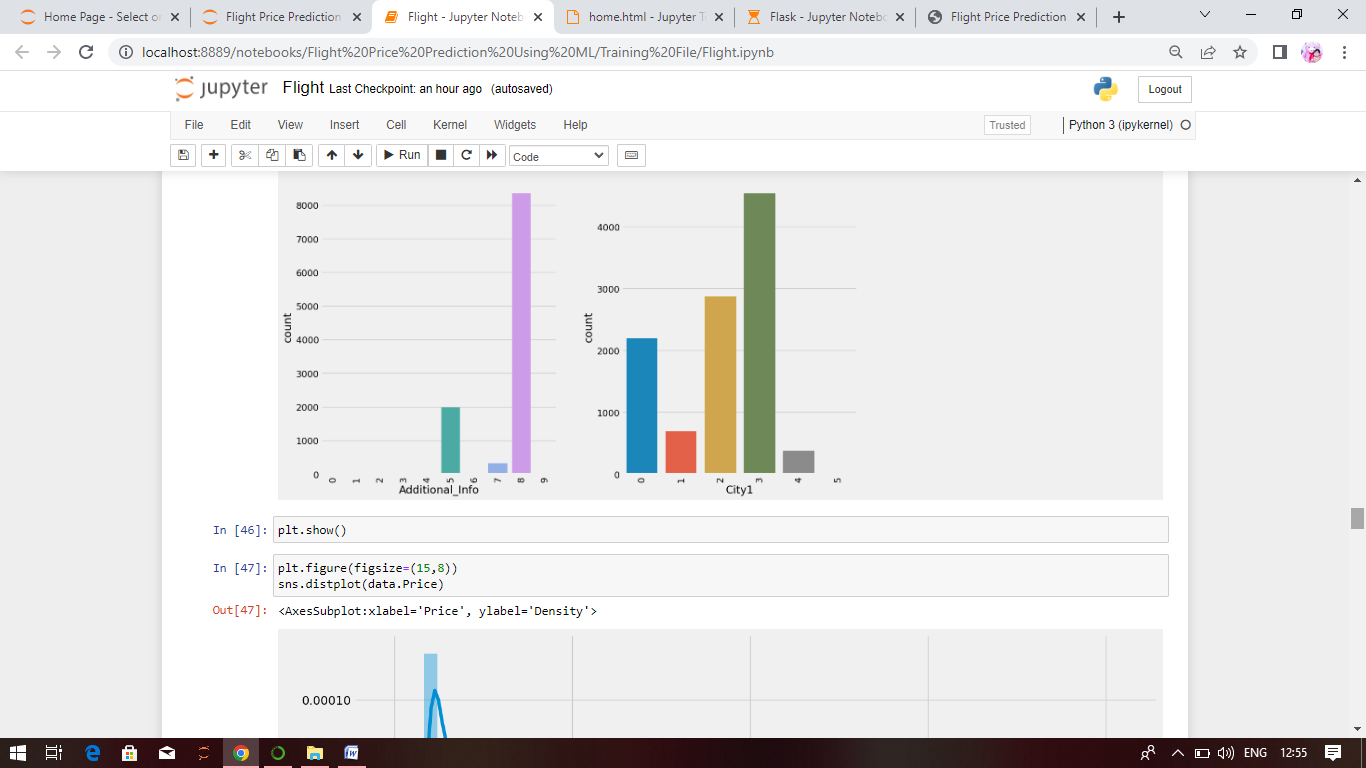 Home Page - Select or
Flight Price Prediction
Flight - Jupyter Noteb
home.html - Jupyter T
Flask - Jupyter Notebo
Flight Price Prediction
localhost:8889/notebooks/Flight%20Price%20Prediction%20Using%20ML/Training%20File/Flight.ipynb
jupyter Flight Last Checkpoint: an hour ago (autosaved)
Logout
File Edit View Insert Cell Kernel Widgets Help
Trusted
Python 3 (ipykernel)
Run
Code
8000
7000
6000
5000
4000
3000
2000
1000
0
count
0 1 2 3 4 5 6 7 8 9
Additional_Info
4000
3000
2000
1000
0
count
0 1 2 3 4 5
City1
In [46]: plt.show()
In [47]: plt.figure(figsize=(15,8))
sns.distplot(data.Price)
Out[47]: <AxesSubplot:xlabel='Price', ylabel='Density'>
0.00010
ENG 12:55